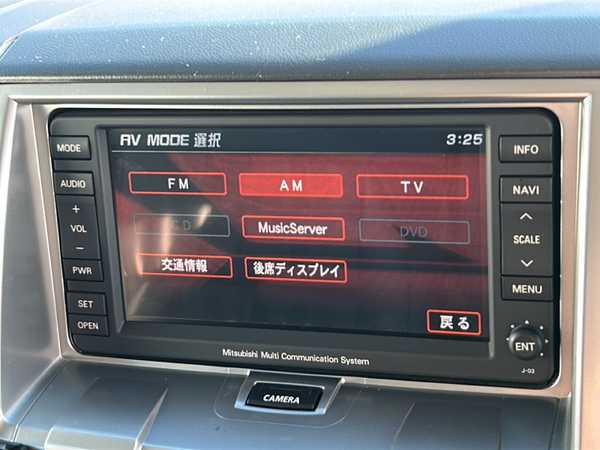 AV MODE 選択 3:25
FM AM TV
CD MusicServer DVD
交通情報 後席ディスプレイ
戻る
MODE
AUDIO
+
VOL
−
PWR
SET
OPEN
INFO
NAVI
SCALE
MENU
ENT
J-03
Mitsubishi Multi Communication System
CAMERA